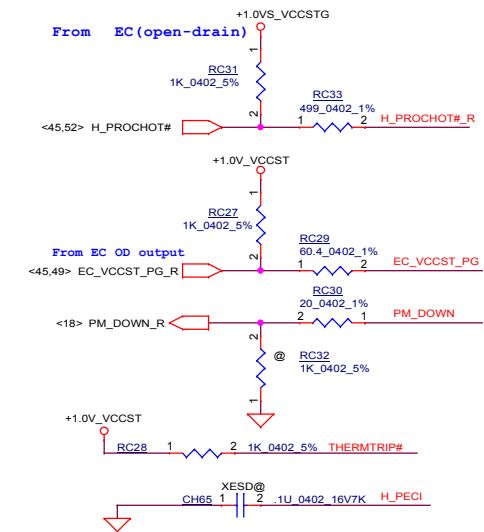 +1.0VS_VCCSTG
From EC(open-drain)
1
RC31
1K_0402_5%
2
RC33
499_0402_1%
<45,52> H_PROCHOT#
1
2
H_PROCHOT#_R
+1.0V_VCCST
1
RC27
1K_0402_5%
2
RC29
60.4_0402_1%
From EC OD output
<45,49> EC_VCCST_PG_R
1
2
EC_VCCST_PG
RC30
20_0402_1%
<18> PM_DOWN_R
2
1
PM_DOWN
2
@ RC32
1K_0402_5%
1
+1.0V_VCCST
RC28 1 2 1K_0402_5% THERMTRIP#
XESD@
CH65 1 2 .1U_0402_16V7K H_PECI